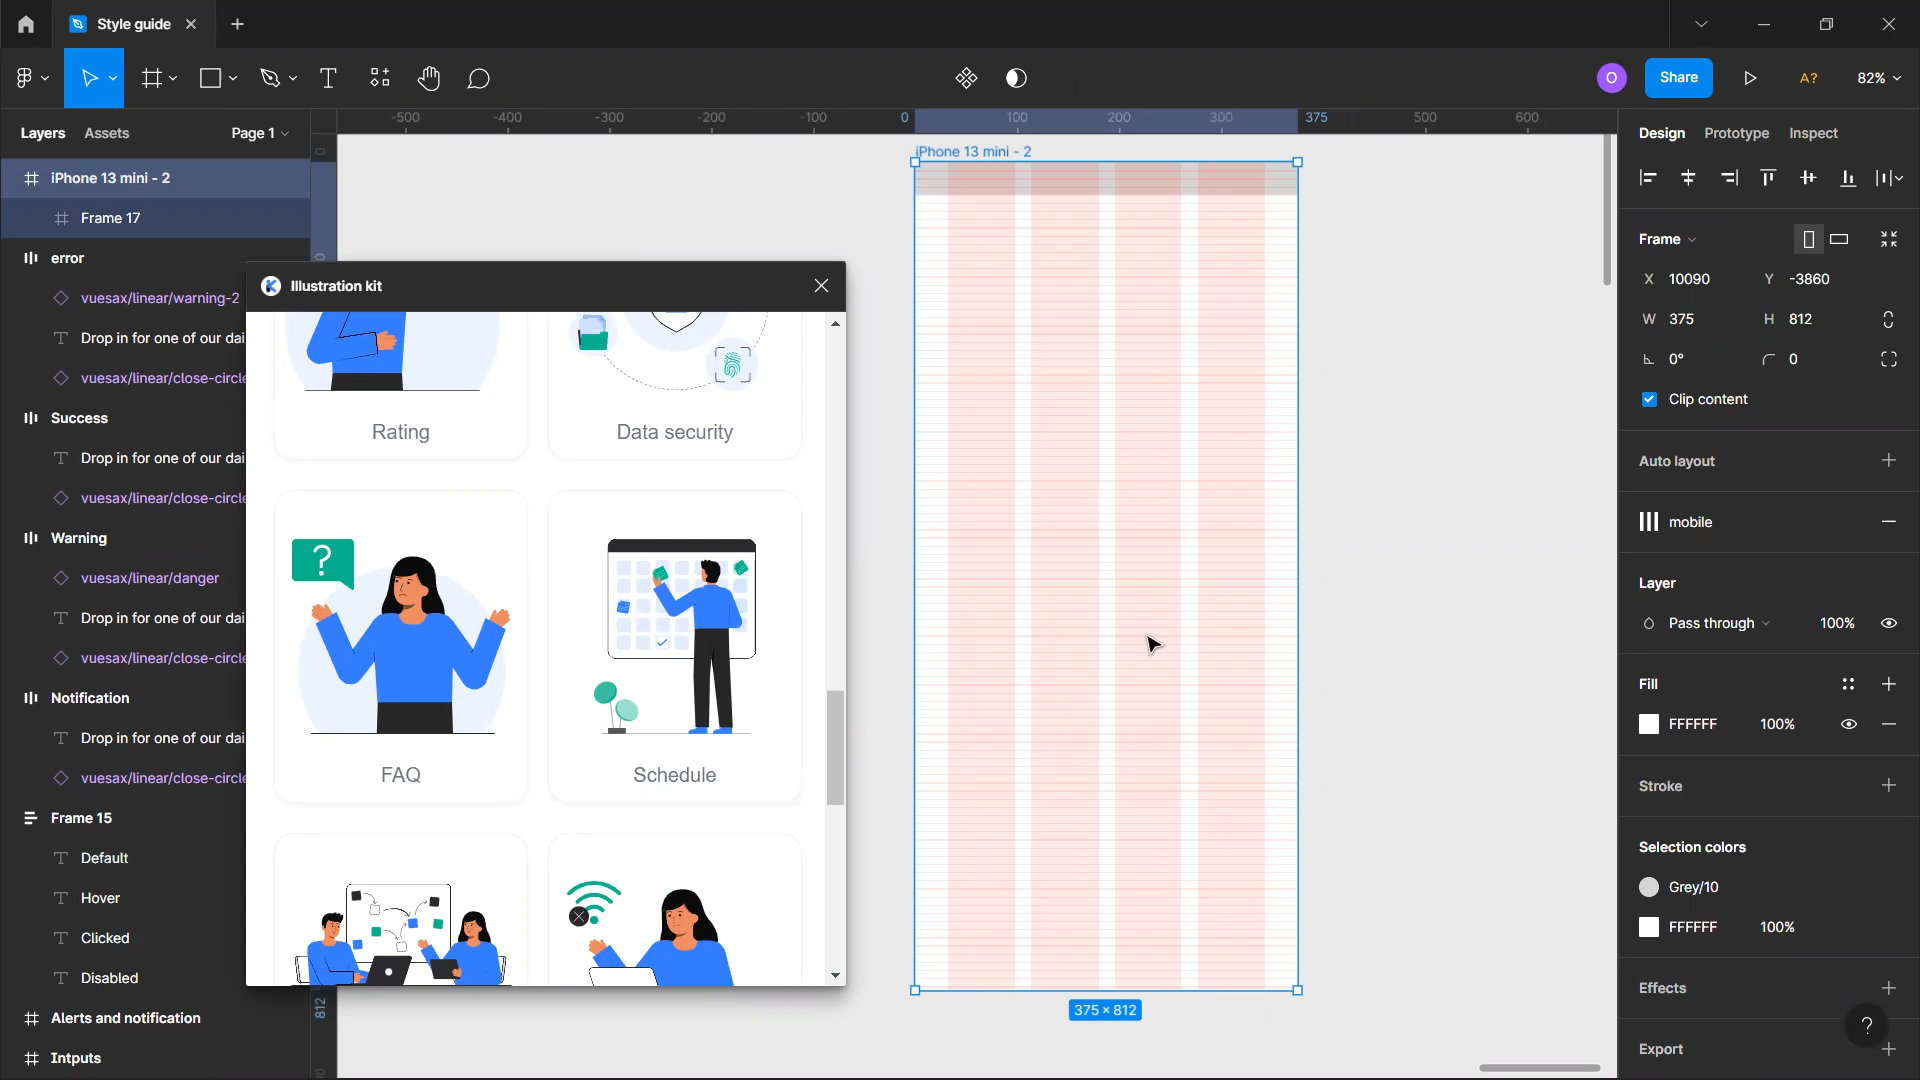 Style guide
Share
A?
82%
O
Layers
Assets
Page 1
-500
-400
-300
-200
-100
0
100
200
300
375
500
600
Design
Prototype
Inspect
iPhone 13 mini - 2
Frame 17
error
vuesax/linear/warning-2
Drop in for one of our dai
vuesax/linear/close-circle
Success
Drop in for one of our dai
vuesax/linear/close-circle
Warning
vuesax/linear/danger
Drop in for one of our dai
vuesax/linear/close-circle
Notification
Drop in for one of our dai
vuesax/linear/close-circle
Frame 15
Default
Hover
Clicked
Disabled
Alerts and notification
Intputs
0
812
Illustration kit
Rating
Data security
?
FAQ
Schedule
iPhone 13 mini - 2
375 × 812
Frame
X 10090
Y -3860
W 375
H 812
0°
0
Clip content
Auto layout
mobile
Layer
Pass through
100%
Fill
FFFFFF
100%
Stroke
Selection colors
Grey/10
FFFFFF
100%
Effects
?
Export